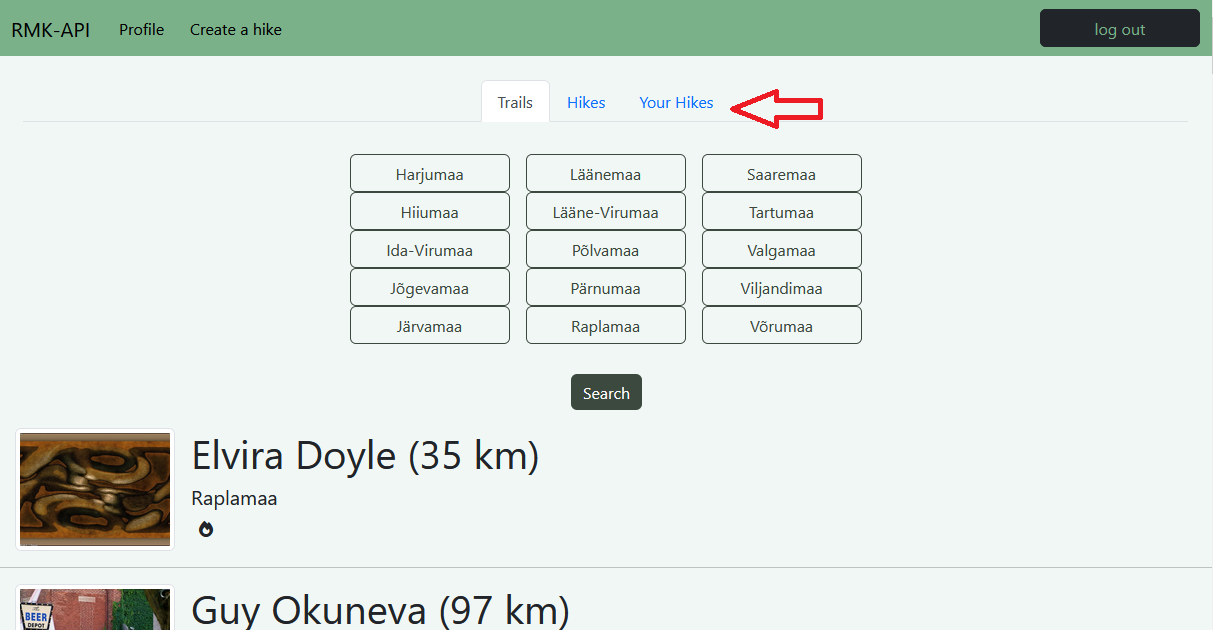 RMK-API Profile Create a hike log out
Trails Hikes Your Hikes
Harjumaa Läänemaa Saaremaa
Hiiumaa Lääne-Virumaa Tartumaa
Ida-Virumaa Põlvamaa Valgamaa
Jõgevamaa Pärnumaa Viljandimaa
Järvamaa Raplamaa Võrumaa
Search
Elvira Doyle (35 km)
Raplamaa
Guy Okuneva (97 km)
BEER
DEPOT